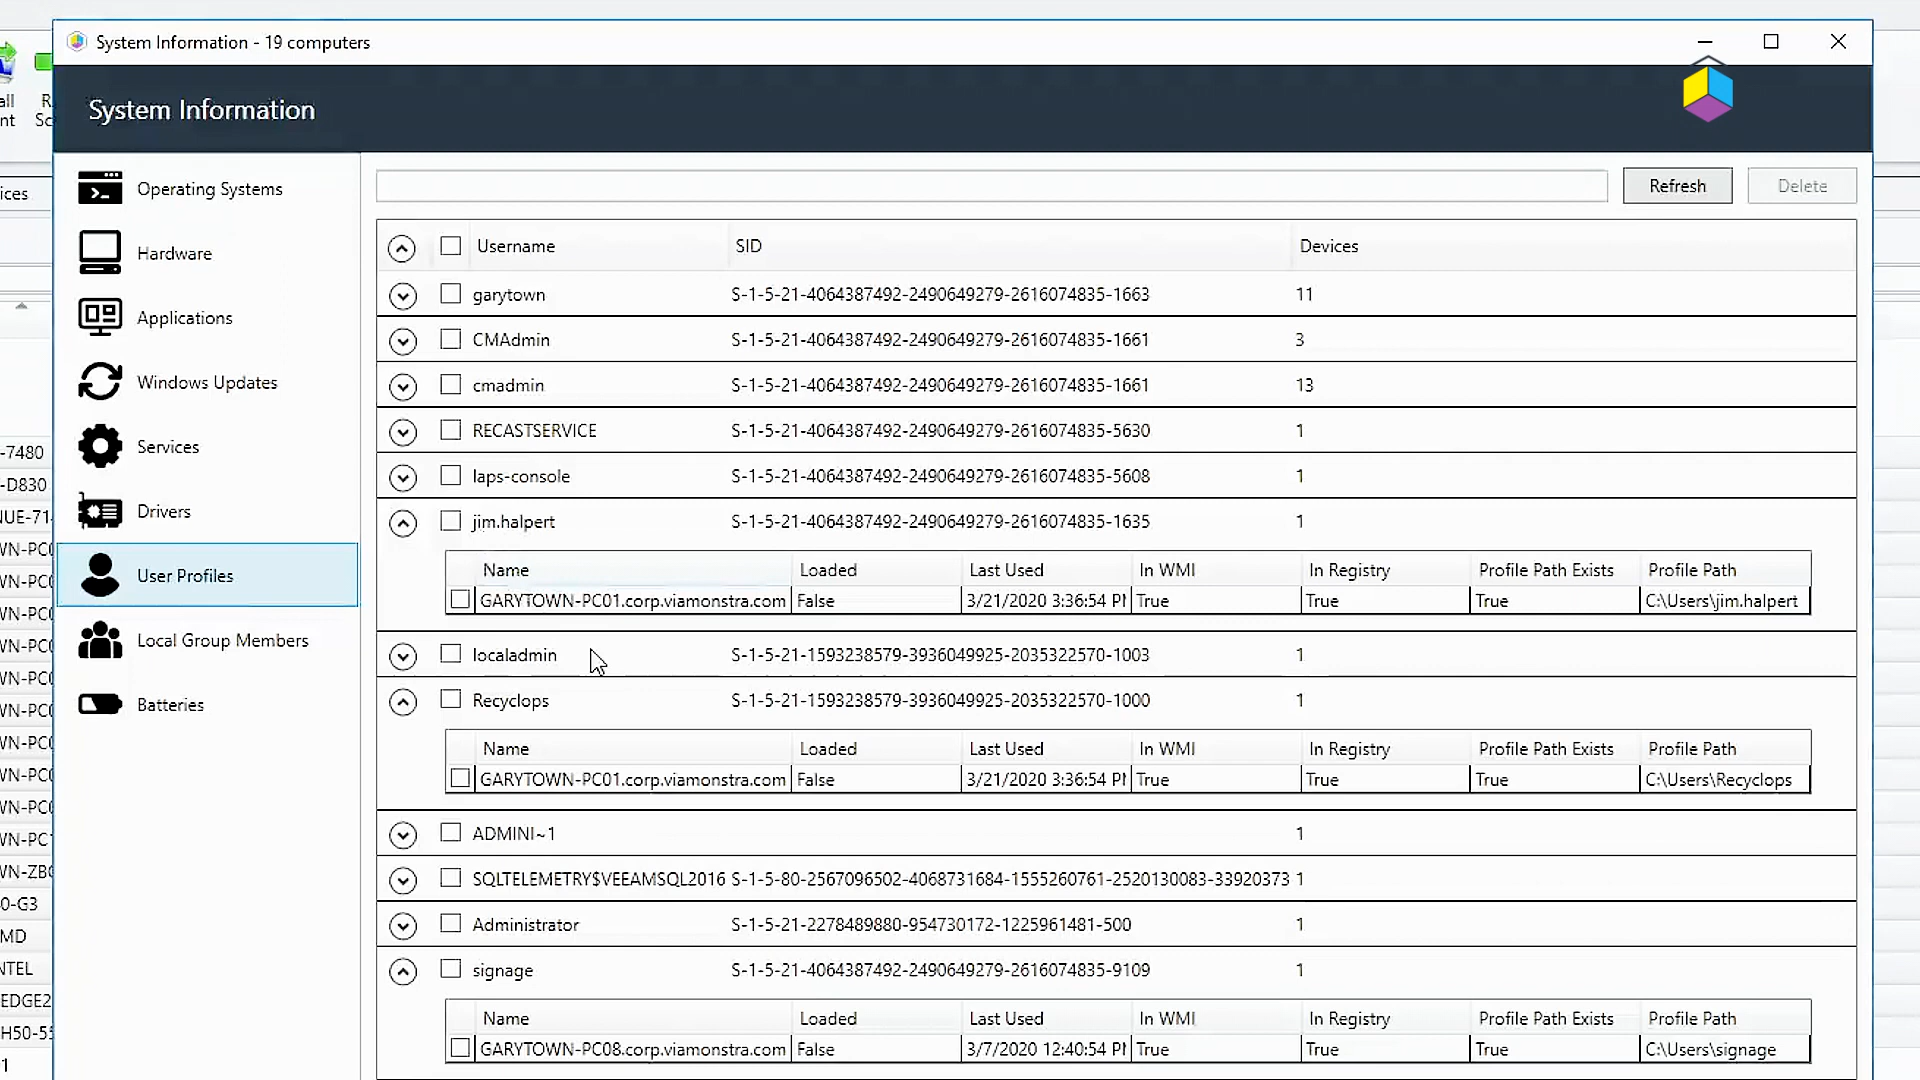 System Information - 19 computers
System Information
Operating Systems
Hardware
Applications
Windows Updates
Services
Drivers
User Profiles
Local Group Members
Batteries
Refresh Delete
Username SID Devices
garytown S-1-5-21-4064387492-2490649279-2616074835-1663 11
CMAdmin S-1-5-21-4064387492-2490649279-2616074835-1661 3
cmadmin S-1-5-21-4064387492-2490649279-2616074835-1661 13
RECASTSERVICE S-1-5-21-4064387492-2490649279-2616074835-5630 1
laps-console S-1-5-21-4064387492-2490649279-2616074835-5608 1
jim.halpert S-1-5-21-4064387492-2490649279-2616074835-1635 1
Name Loaded Last Used In WMI In Registry Profile Path Exists Profile Path
GARYTOWN-PC01.corp.viamonstra.com False 3/21/2020 3:36:54 PM True True True C:\Users\jim.halpert
localadmin S-1-5-21-1593238579-3936049925-2035322570-1003 1
Recyclops S-1-5-21-1593238579-3936049925-2035322570-1000 1
Name Loaded Last Used In WMI In Registry Profile Path Exists Profile Path
GARYTOWN-PC01.corp.viamonstra.com False 3/21/2020 3:36:54 PM True True True C:\Users\Recyclops
ADMINI~1 1
SQLTELEMETRY$VEEAMSQL2016 S-1-5-80-2567096502-4068731684-1555260761-2520130083-33920373 1
Administrator S-1-5-21-2278489880-954730172-1225961481-500 1
signage S-1-5-21-4064387492-2490649279-2616074835-9109 1
Name Loaded Last Used In WMI In Registry Profile Path Exists Profile Path
GARYTOWN-PC08.corp.viamonstra.com False 3/7/2020 12:40:54 PM True True True C:\Users\signage